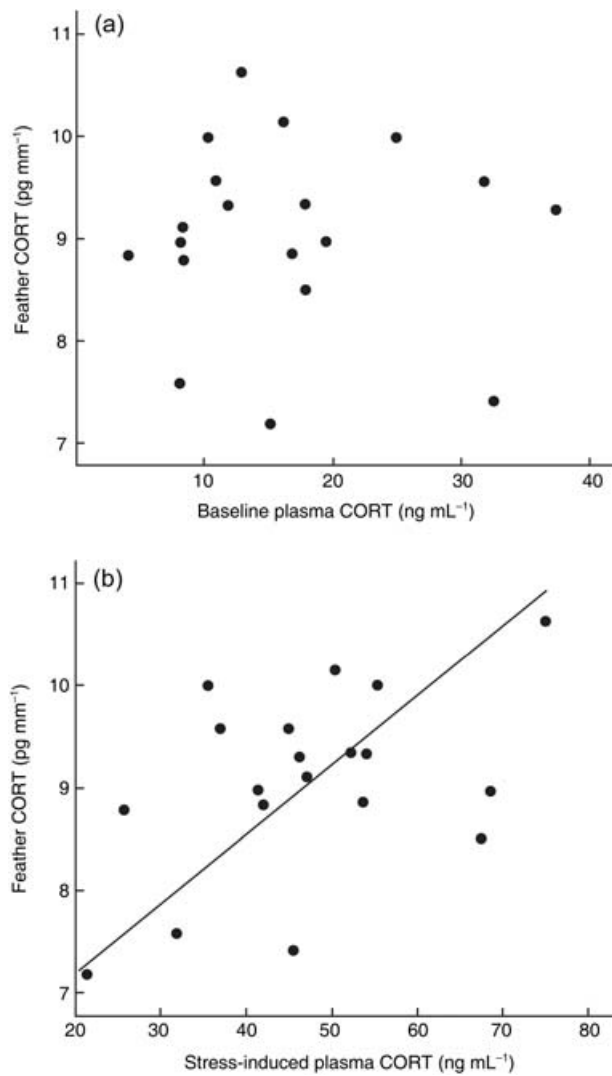 (a)
11
10
9
8
7
Feather CORT (pg mm⁻¹)
10 20 30 40
Baseline plasma CORT (ng mL⁻¹)
(b)
11
10
9
8
7
Feather CORT (pg mm⁻¹)
20 30 40 50 60 70 80
Stress-induced plasma CORT (ng mL⁻¹)